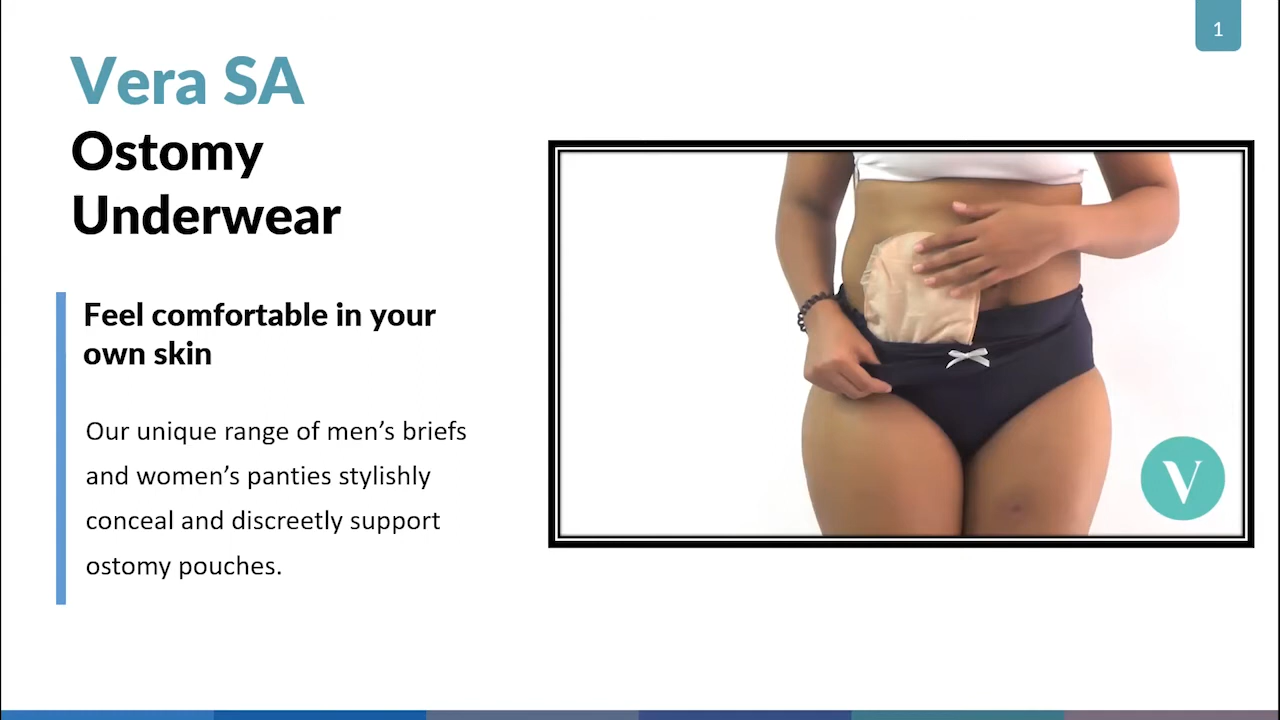 1
Vera SA
Ostomy
Underwear
Feel comfortable in your
own skin
Our unique range of men’s briefs
and women’s panties stylishly
conceal and discreetly support
ostomy pouches.
V